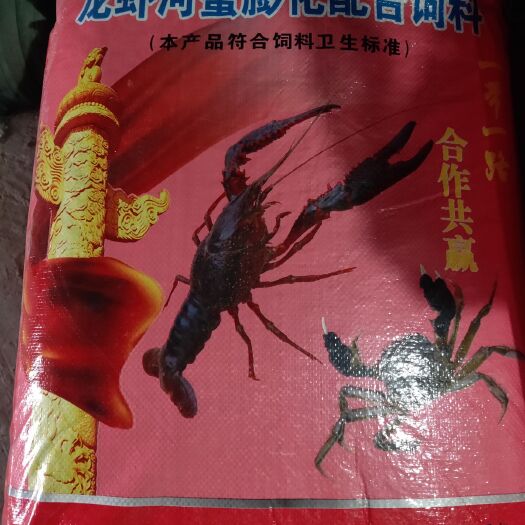 龙虾河蟹膨化配合饲料
(本产品符合饲料卫生标准)
一带一路
合作共赢